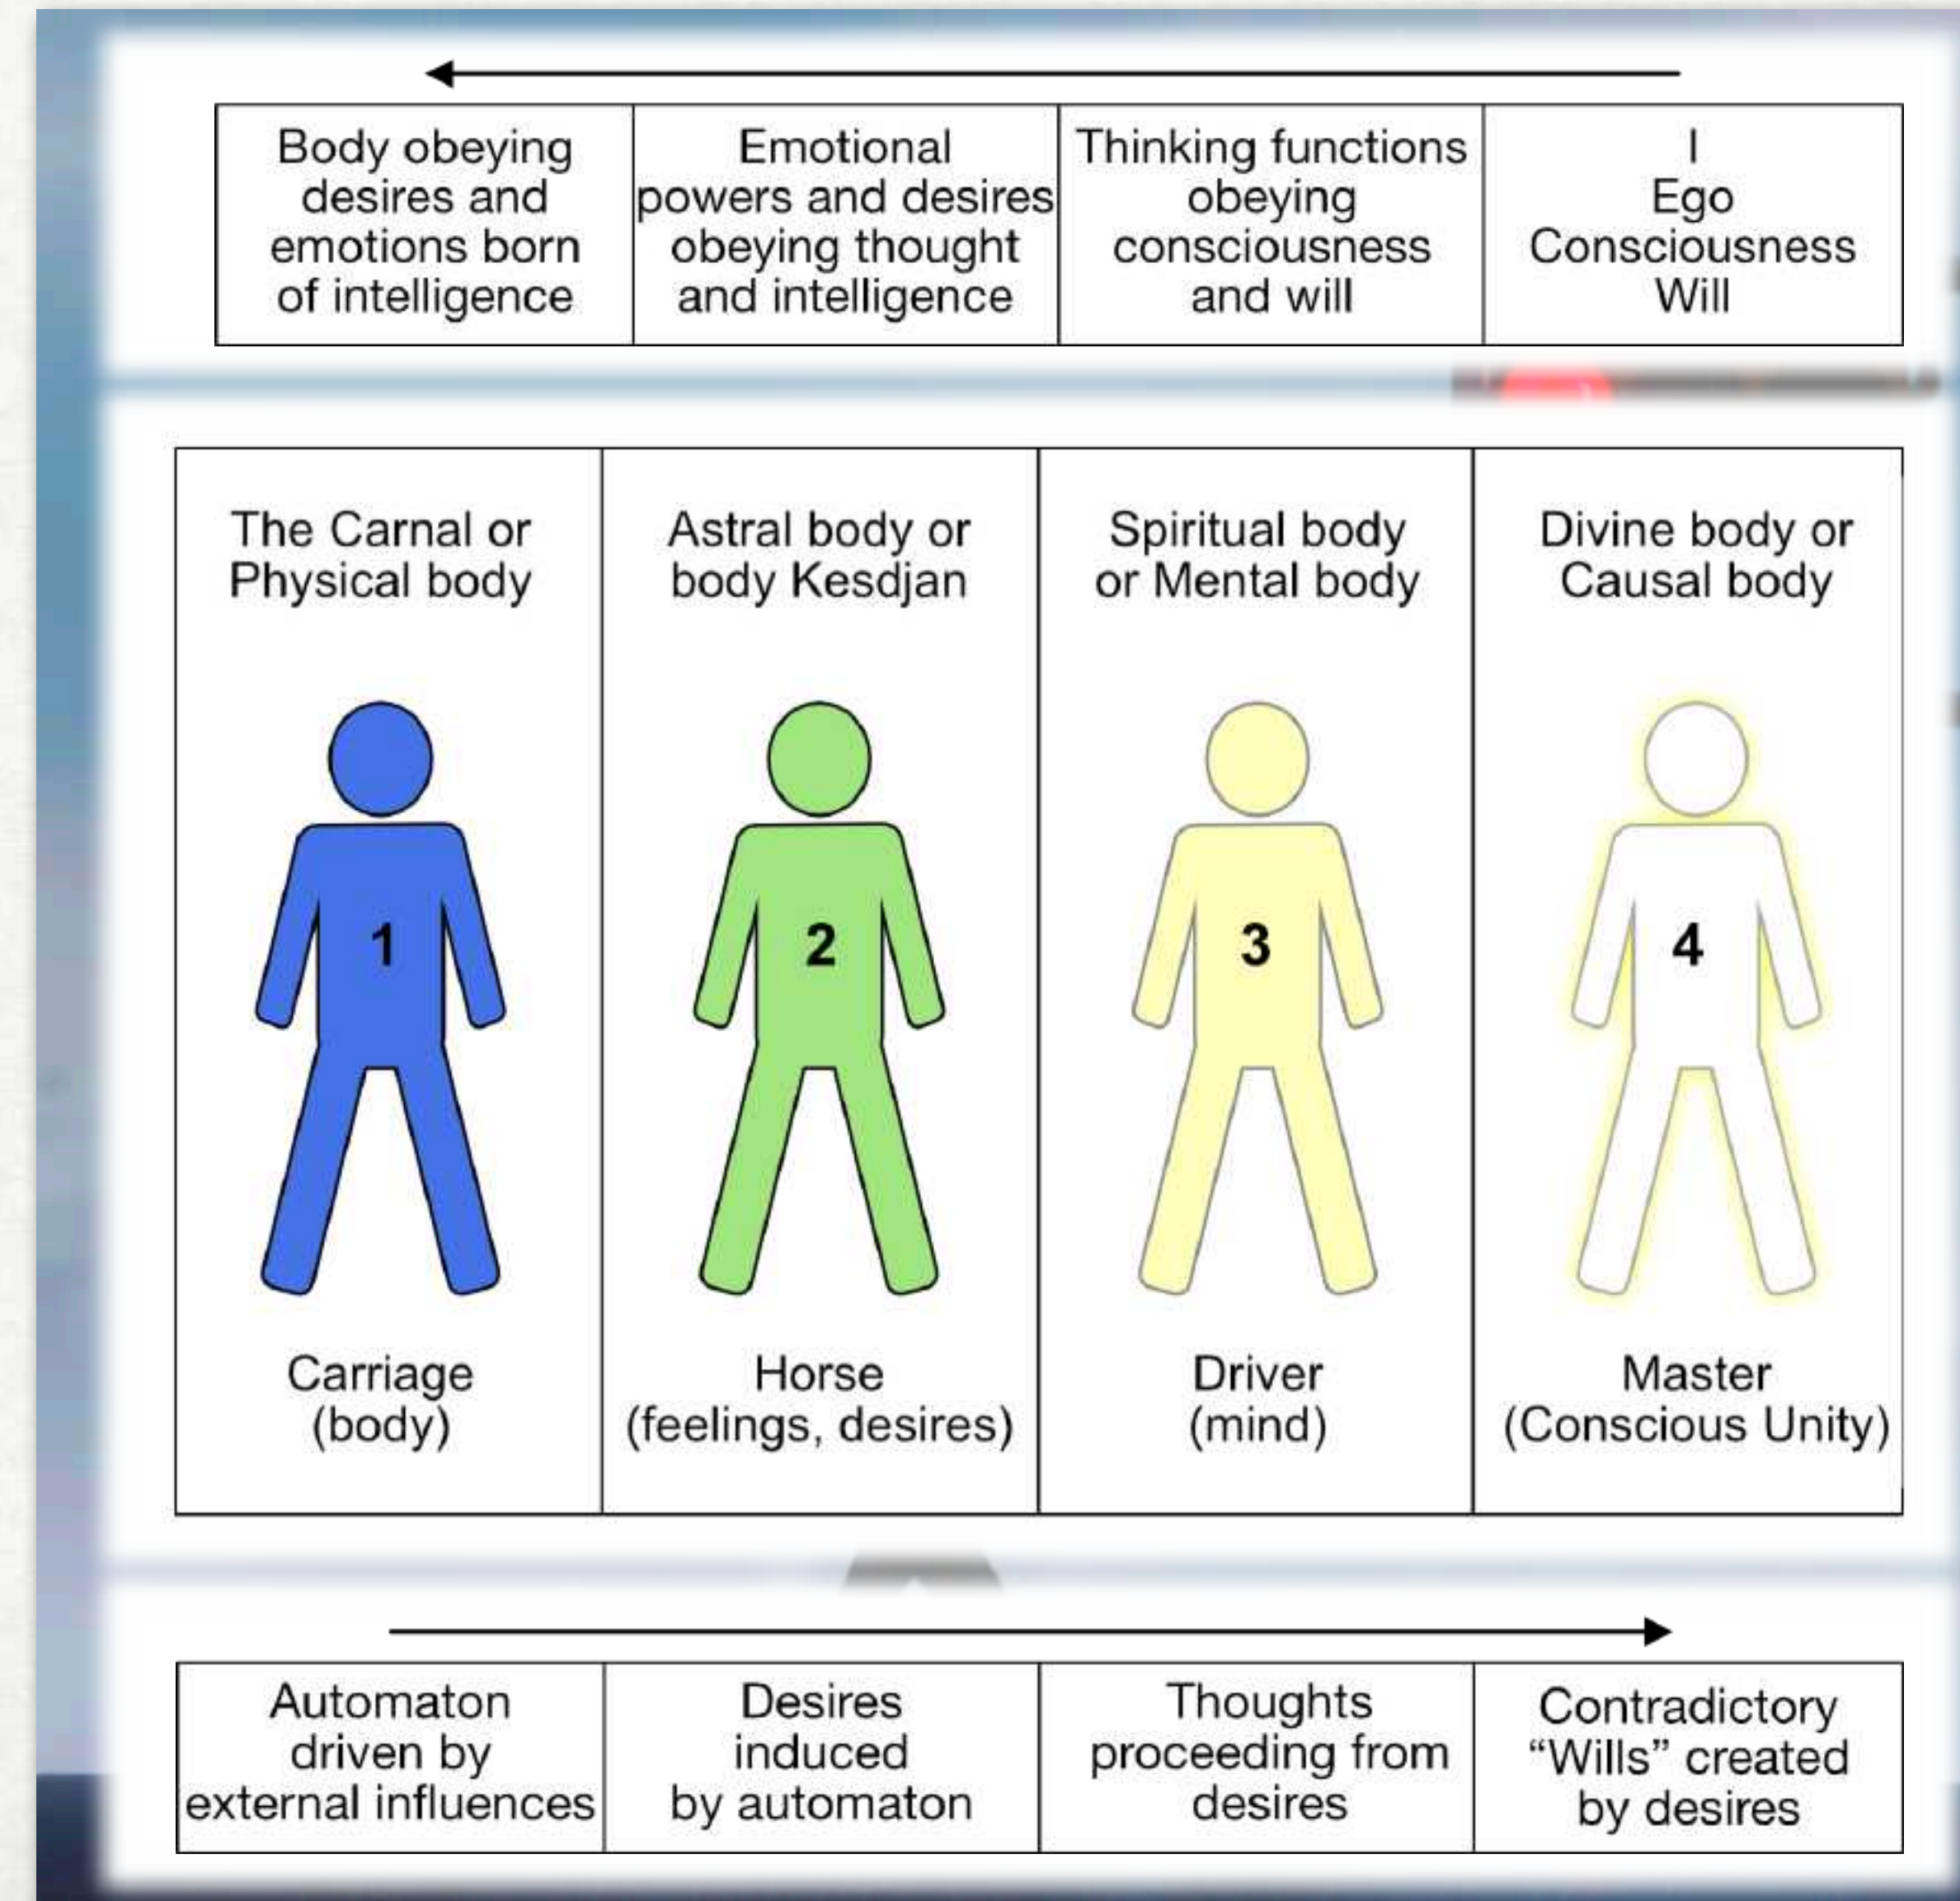 Body obeying
desires and
emotions born
of intelligence
Emotional
powers and desires
obeying thought
and intelligence
Thinking functions
obeying
consciousness
and will
I
Ego
Consciousness
Will
The Carnal or
Physical body
Astral body or
body Kesdjan
Spiritual body
or Mental body
Divine body or
Causal body
1
2
3
4
Carriage
(body)
Horse
(feelings, desires)
Driver
(mind)
Master
(Conscious Unity)
Automaton
driven by
external influences
Desires
induced
by automaton
Thoughts
proceeding from
desires
Contradictory
“Wills” created
by desires